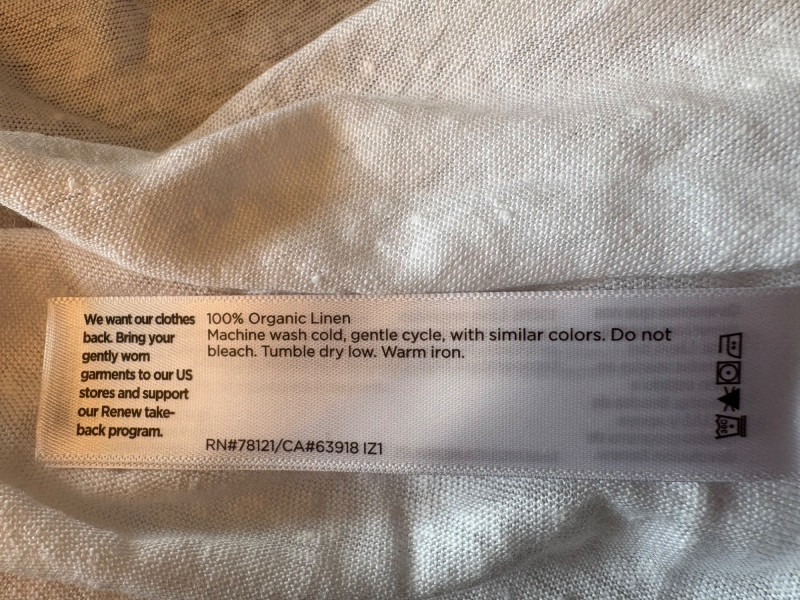 We want our clothes
back. Bring your
gently worn
garments to our US
stores and support
our Renew take-
back program.
100% Organic Linen
Machine wash cold, gentle cycle, with similar colors. Do not
bleach. Tumble dry low. Warm iron.
RN#78121/CA#63918 IZ1